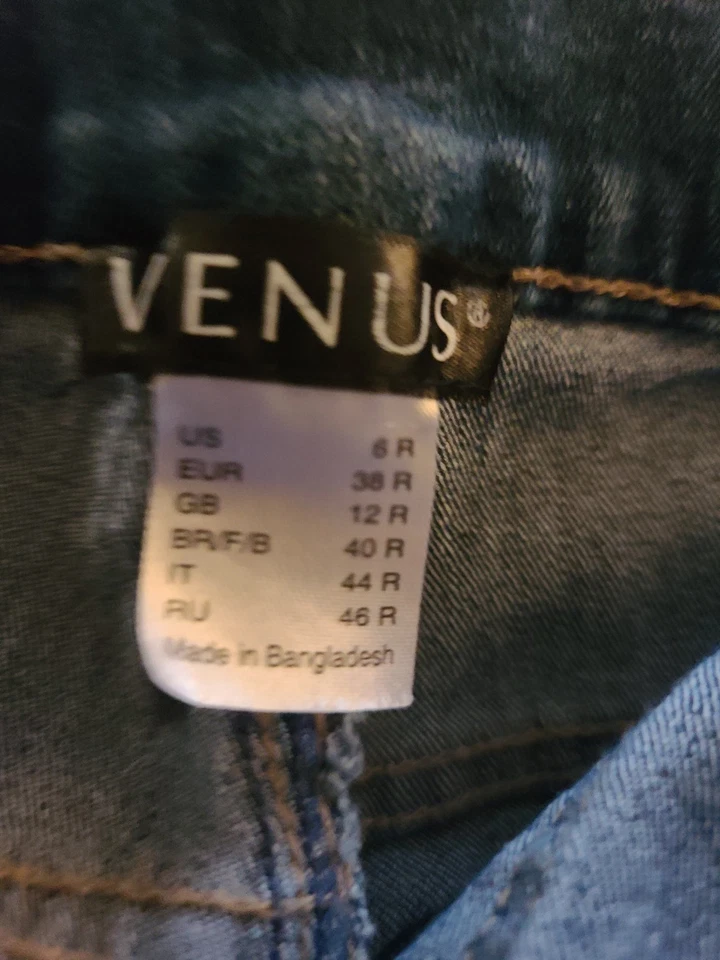 VENUS®
US 6 R
EUR 38 R
GB 12 R
BR/F/B 40 R
IT 44 R
RU 46 R
Made in Bangladesh